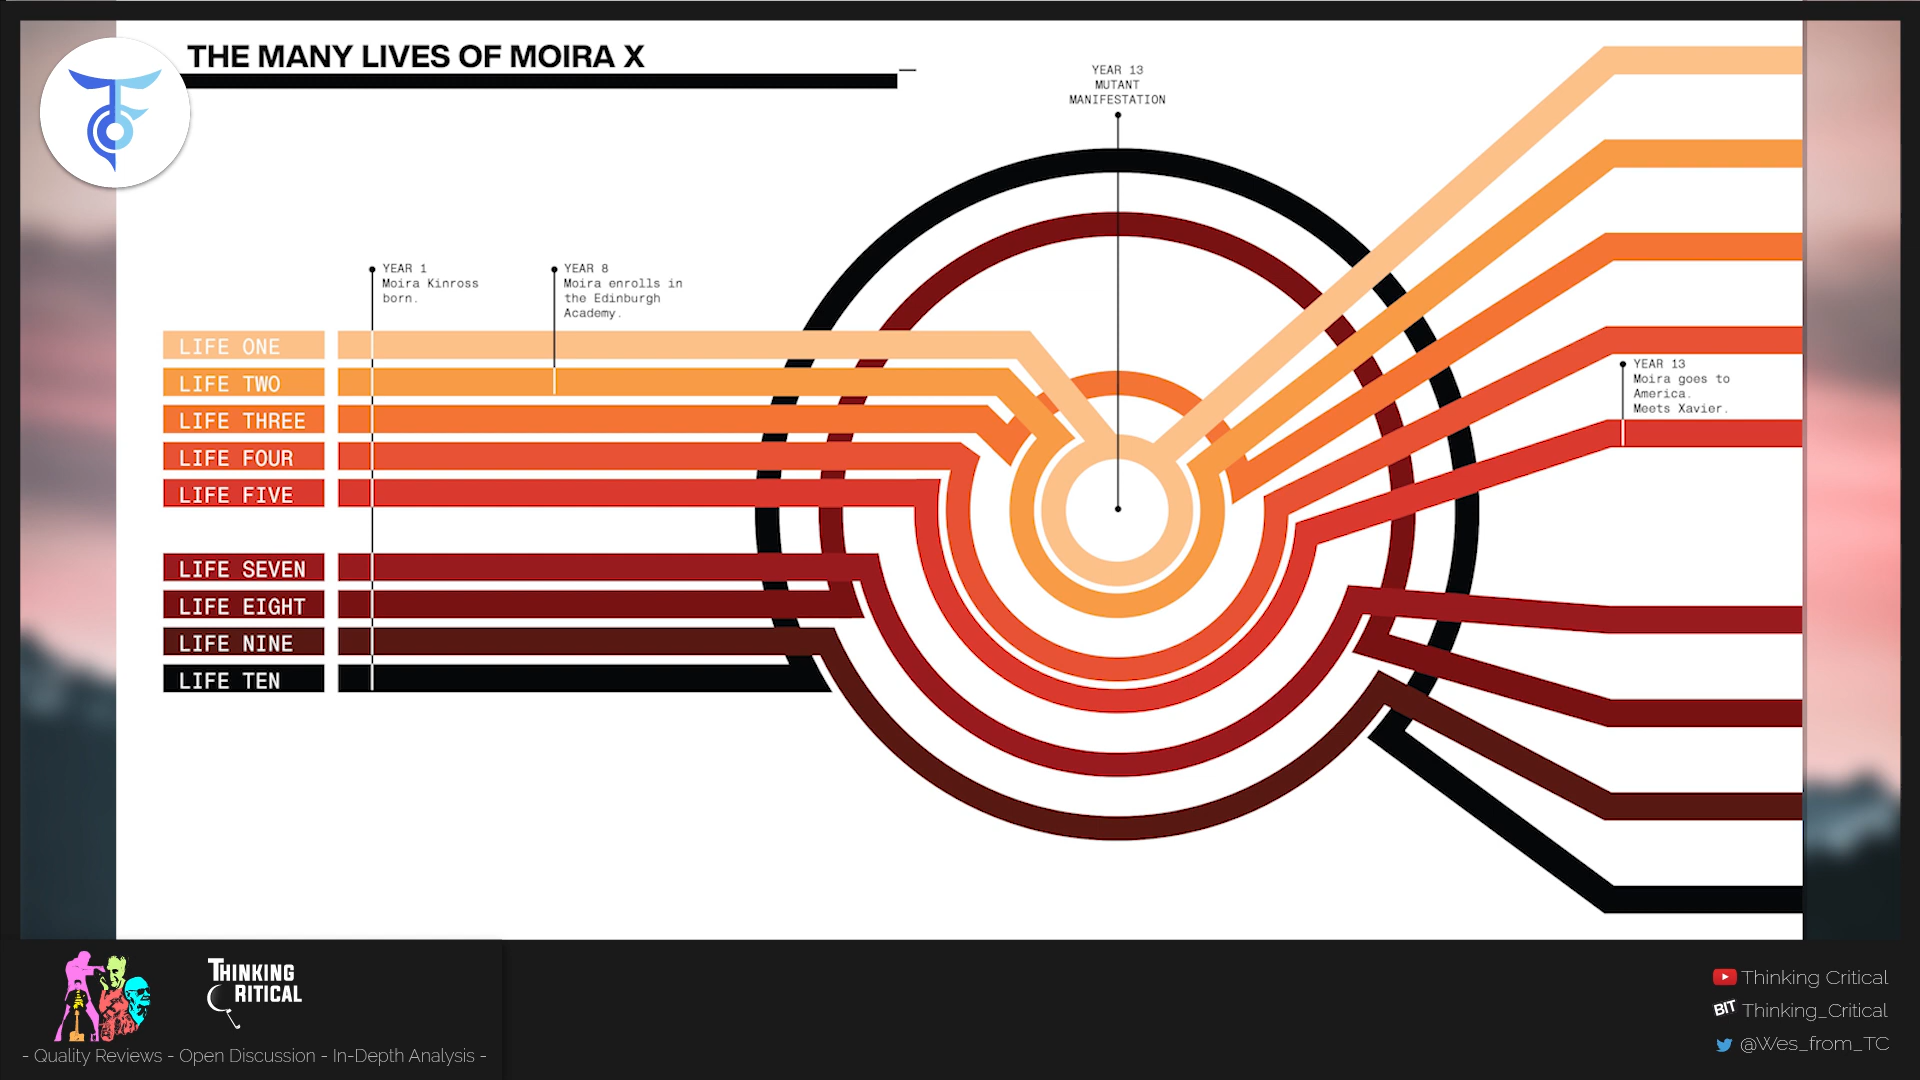 THE MANY LIVES OF MOIRA X
YEAR 13
MUTANT
MANIFESTATION
YEAR 1
Moira Kinross
born.
YEAR 8
Moira enrolls in
the Edinburgh
Academy.
LIFE ONE
LIFE TWO
LIFE THREE
LIFE FOUR
LIFE FIVE
LIFE SEVEN
LIFE EIGHT
LIFE NINE
LIFE TEN
YEAR 13
Moira goes to
America.
Meets Xavier.
THINKING
CRITICAL
- Quality Reviews - Open Discussion - In-Depth Analysis -
Thinking Critical
BIT Thinking_Critical
@Wes_from_TC